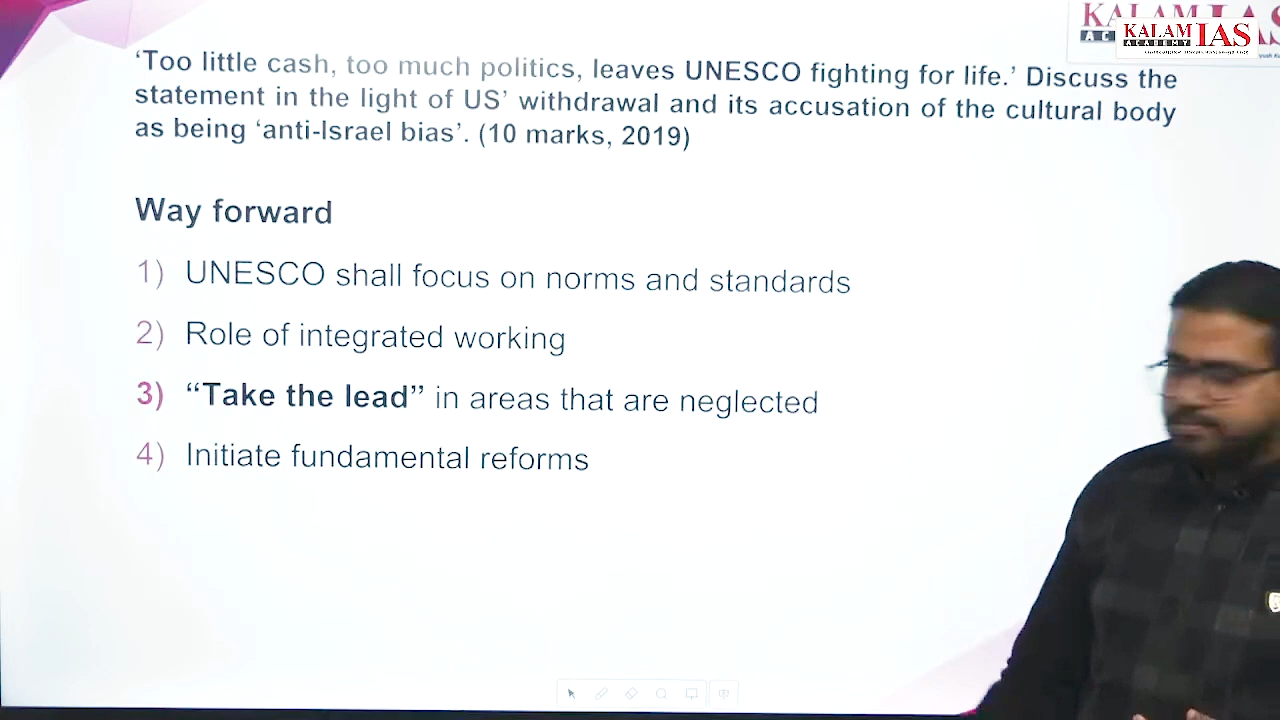 KALAM IAS
ACADEMY
KALAM IAS
‘Too little cash, too much politics, leaves UNESCO fighting for life.’ Discuss the
statement in the light of US’ withdrawal and its accusation of the cultural body
as being ‘anti-Israel bias’. (10 marks, 2019)
Way forward
1) UNESCO shall focus on norms and standards
2) Role of integrated working
3) “Take the lead” in areas that are neglected
4) Initiate fundamental reforms